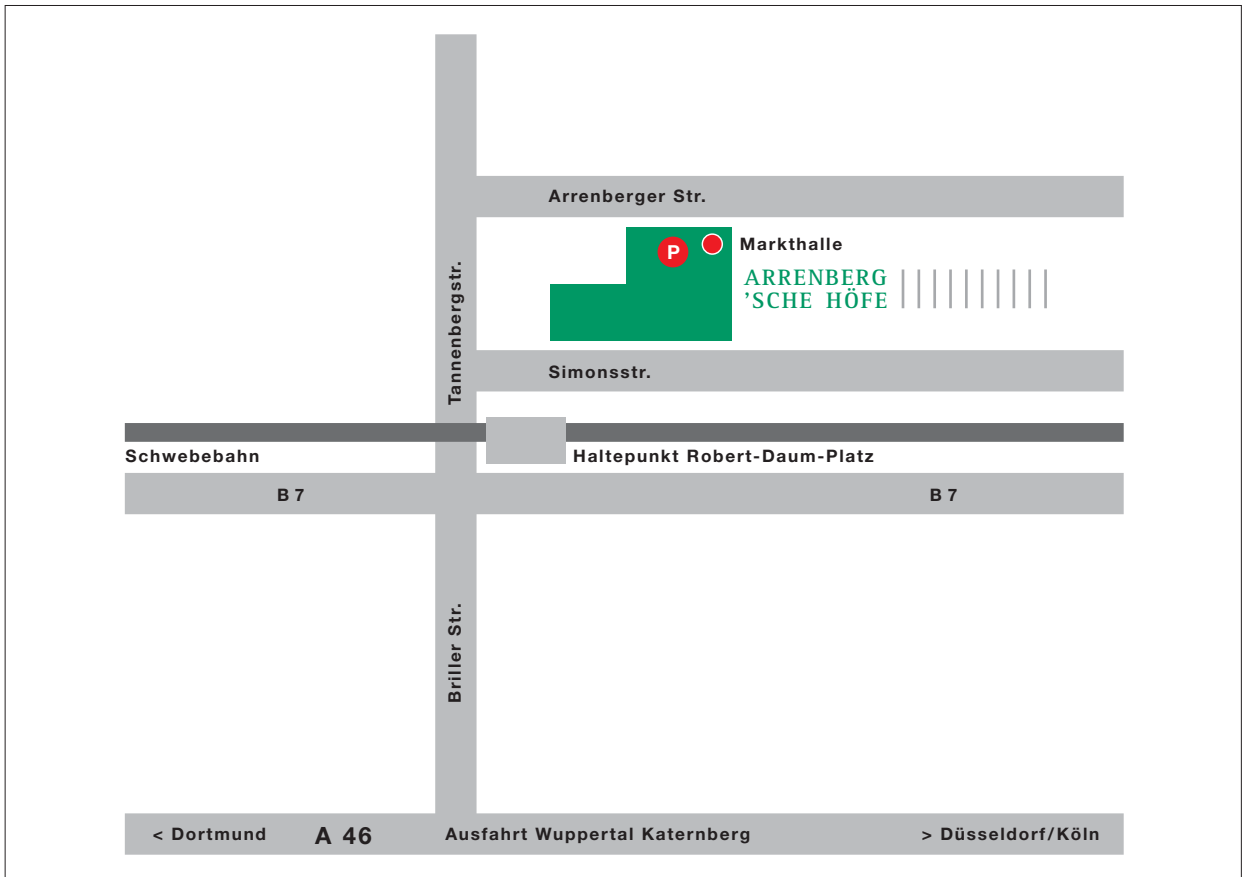 Arrenberger Str.
P
Markthalle
ARRENBERG
’SCHE HÖFE
Tannenbergstr.
Simonsstr.
Schwebebahn
Haltepunkt Robert-Daum-Platz
B 7
B 7
Briller Str.
< Dortmund
A 46
Ausfahrt Wuppertal Katernberg
> Düsseldorf/Köln